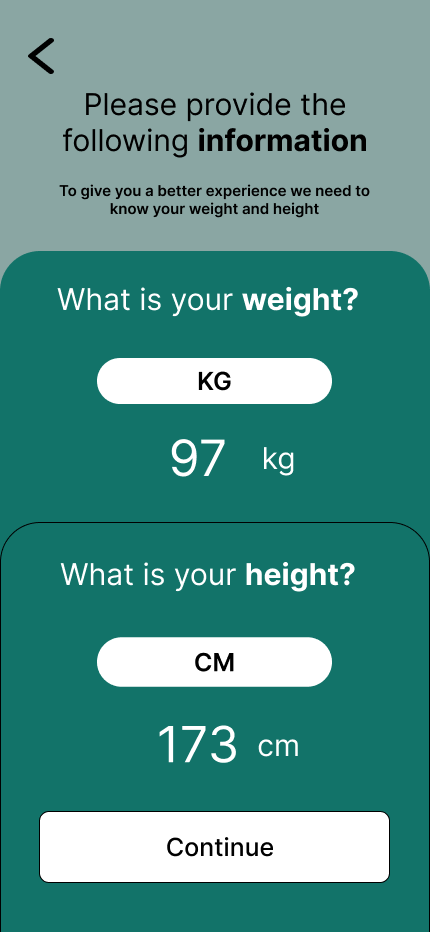 Please provide the
following information
To give you a better experience we need to
know your weight and height
What is your weight?
KG
97 kg
What is your height?
CM
173 cm
Continue